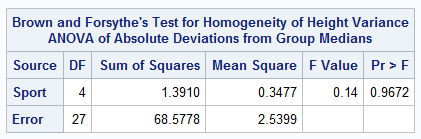 Brown and Forsythe's Test for Homogeneity of Height Variance
ANOVA of Absolute Deviations from Group Medians
Source DF Sum of Squares Mean Square F Value Pr > F
Sport 4 1.3910 0.3477 0.14 0.9672
Error 27 68.5778 2.5399